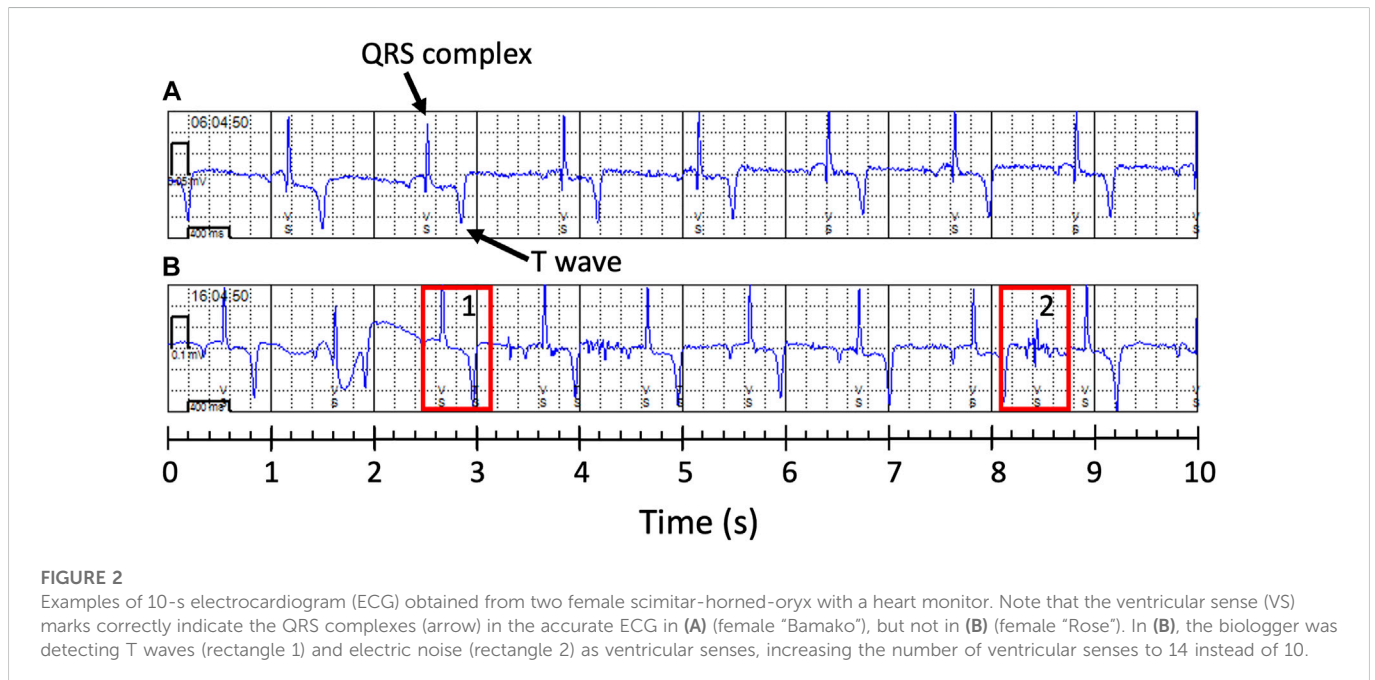 QRS complex
A
06:04:50
0.05 mV
V V V V V V V V
S S S S S S S S
400 ms
T wave
B
16:04:50
1
2
0.1 mV
V V V V V V V V V V
S S S S S S S S S
400 ms
0 1 2 3 4 5 6 7 8 9 10
Time (s)
FIGURE 2
Examples of 10-s electrocardiogram (ECG) obtained from two female scimitar-horned-oryx with a heart monitor. Note that the ventricular sense (VS)
marks correctly indicate the QRS complexes (arrow) in the accurate ECG in (A) (female “Bamako”), but not in (B) (female “Rose”). In (B), the biologger was
detecting T waves (rectangle 1) and electric noise (rectangle 2) as ventricular senses, increasing the number of ventricular senses to 14 instead of 10.